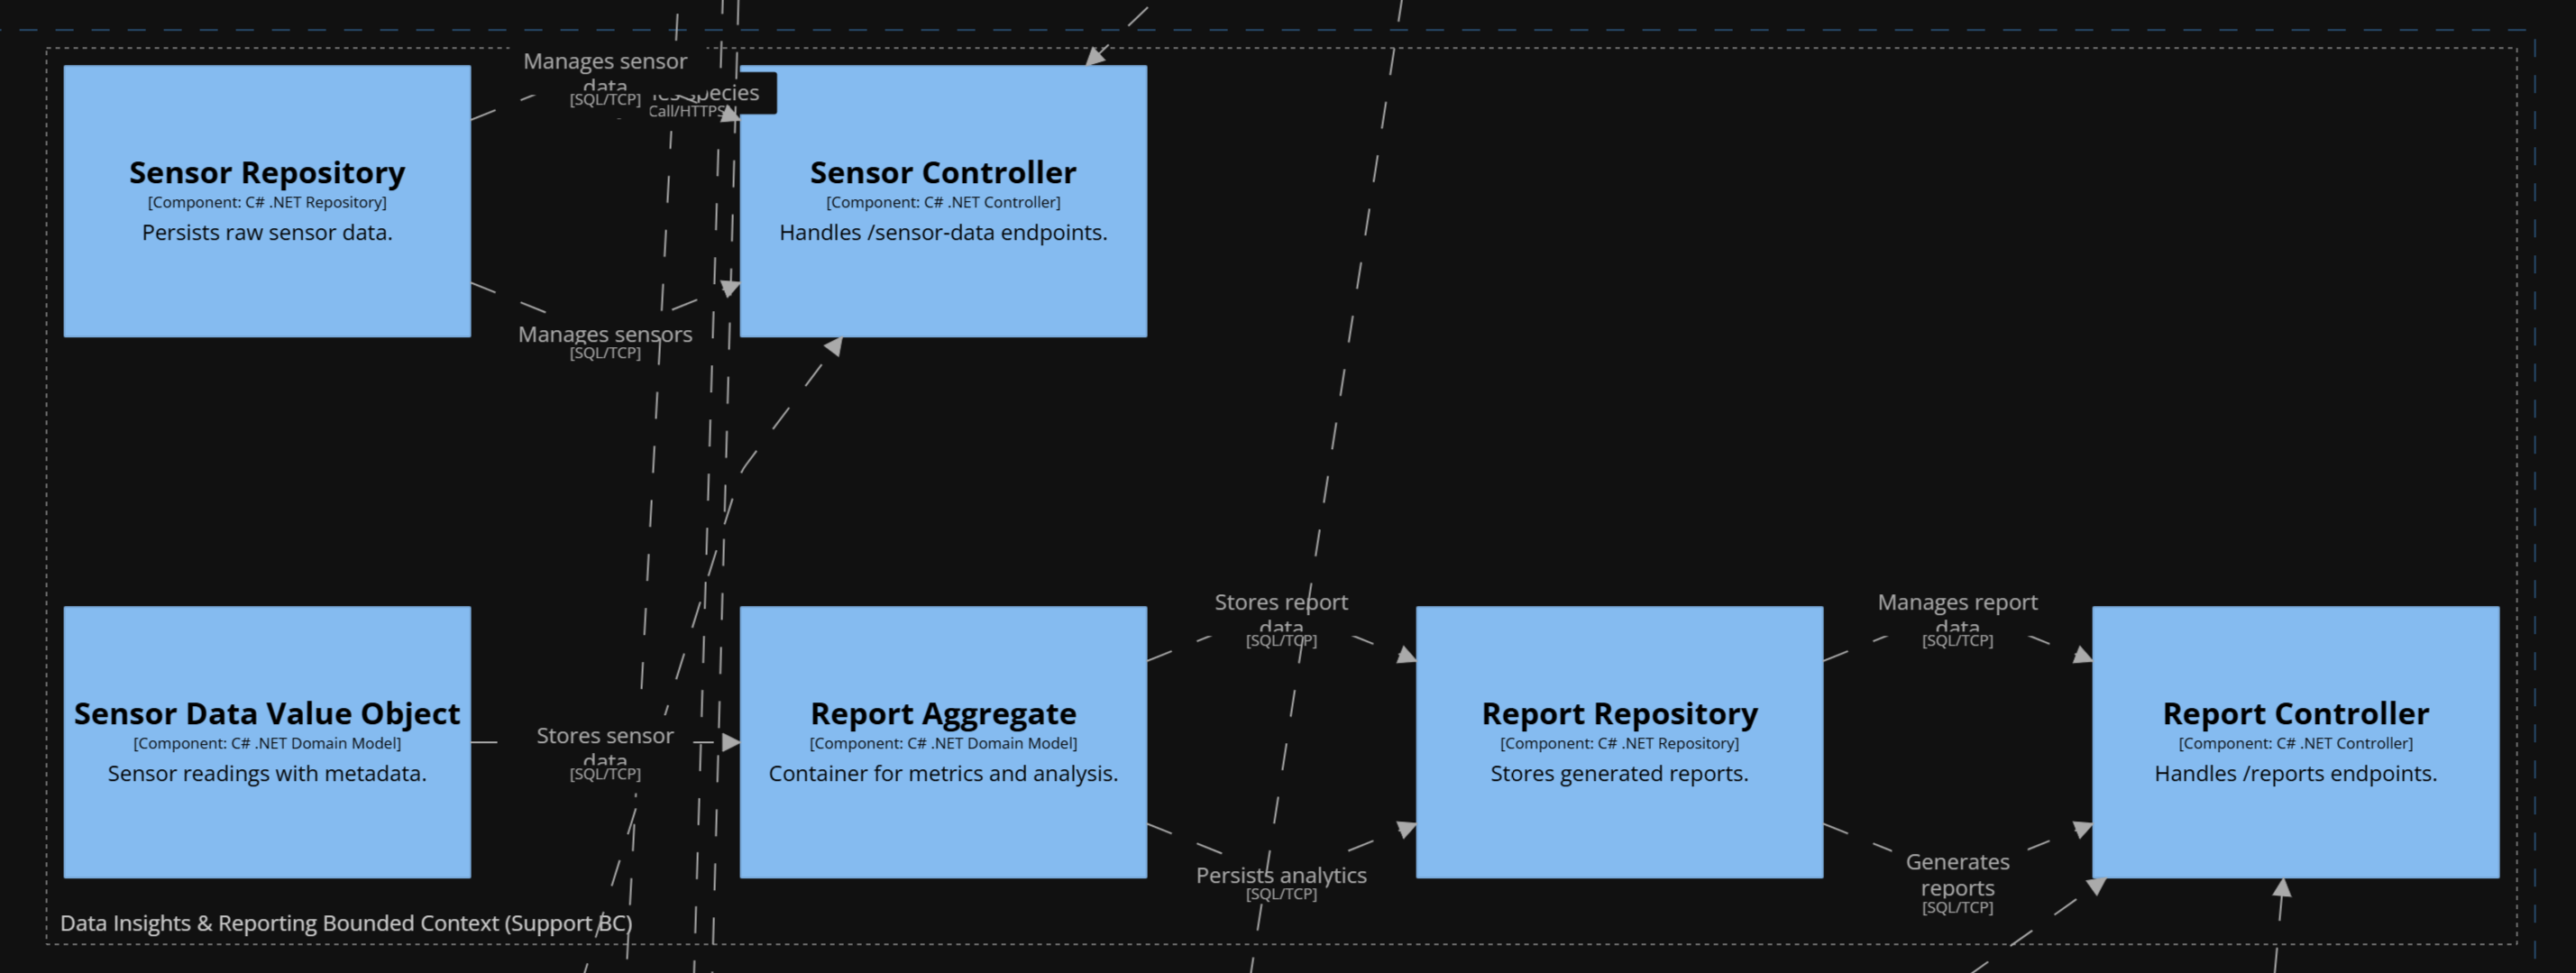 Manages sensor
data
[SQL/TCP]
species
Call/HTTPS
Sensor Repository
[Component: C# .NET Repository]
Persists raw sensor data.
Sensor Controller
[Component: C# .NET Controller]
Handles /sensor-data endpoints.
Manages sensors
[SQL/TCP]
Sensor Data Value Object
[Component: C# .NET Domain Model]
Sensor readings with metadata.
Stores sensor
data
[SQL/TCP]
Report Aggregate
[Component: C# .NET Domain Model]
Container for metrics and analysis.
Stores report
data
[SQL/TCP]
Persists analytics
[SQL/TCP]
Report Repository
[Component: C# .NET Repository]
Stores generated reports.
Manages report
data
[SQL/TCP]
Generates
reports
[SQL/TCP]
Report Controller
[Component: C# .NET Controller]
Handles /reports endpoints.
Data Insights & Reporting Bounded Context (Support BC)